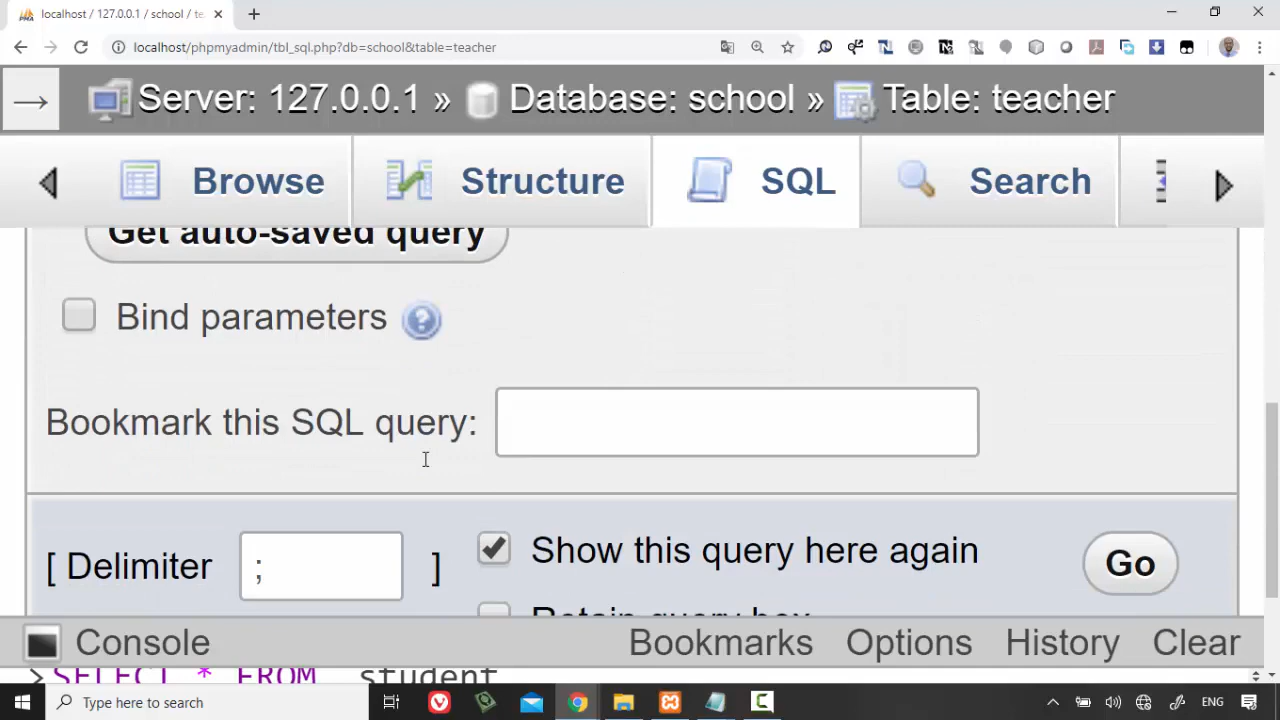 localhost / 127.0.0.1 / school / te
localhost/phpmyadmin/tbl_sql.php?db=school&table=teacher
→ Server: 127.0.0.1 » Database: school » Table: teacher
Browse Structure SQL Search
Get auto-saved query
Bind parameters
Bookmark this SQL query:
[ Delimiter ; ] Show this query here again Go
Retain query box
Console Bookmarks Options History Clear
>SELECT * FROM student
Type here to search ENG